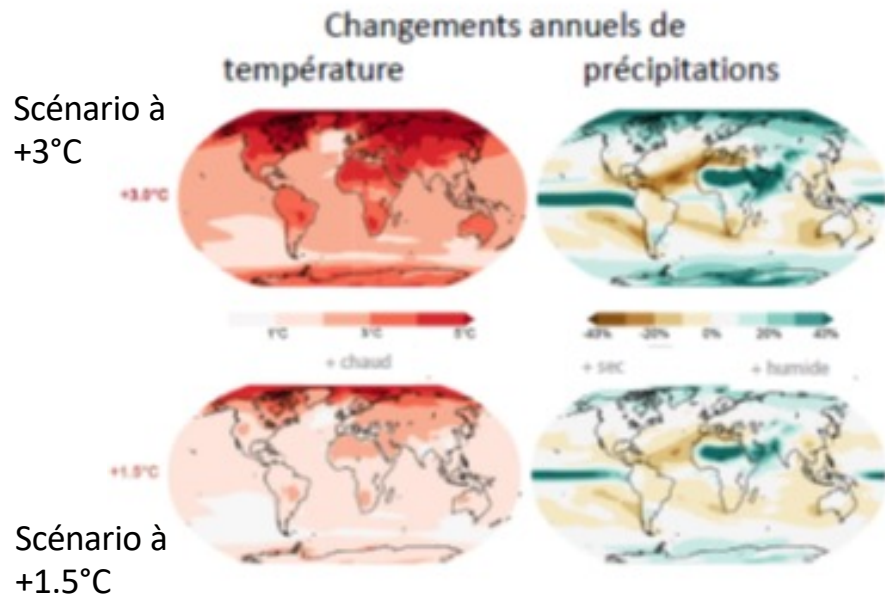 Changements annuels de
température
précipitations
Scénario à
+3°C
+3.0°C
1°C 3°C 5°C
-40% -20% 0% 20% 40%
+ chaud
+ sec
+ humide
+1.5°C
Scénario à
+1.5°C